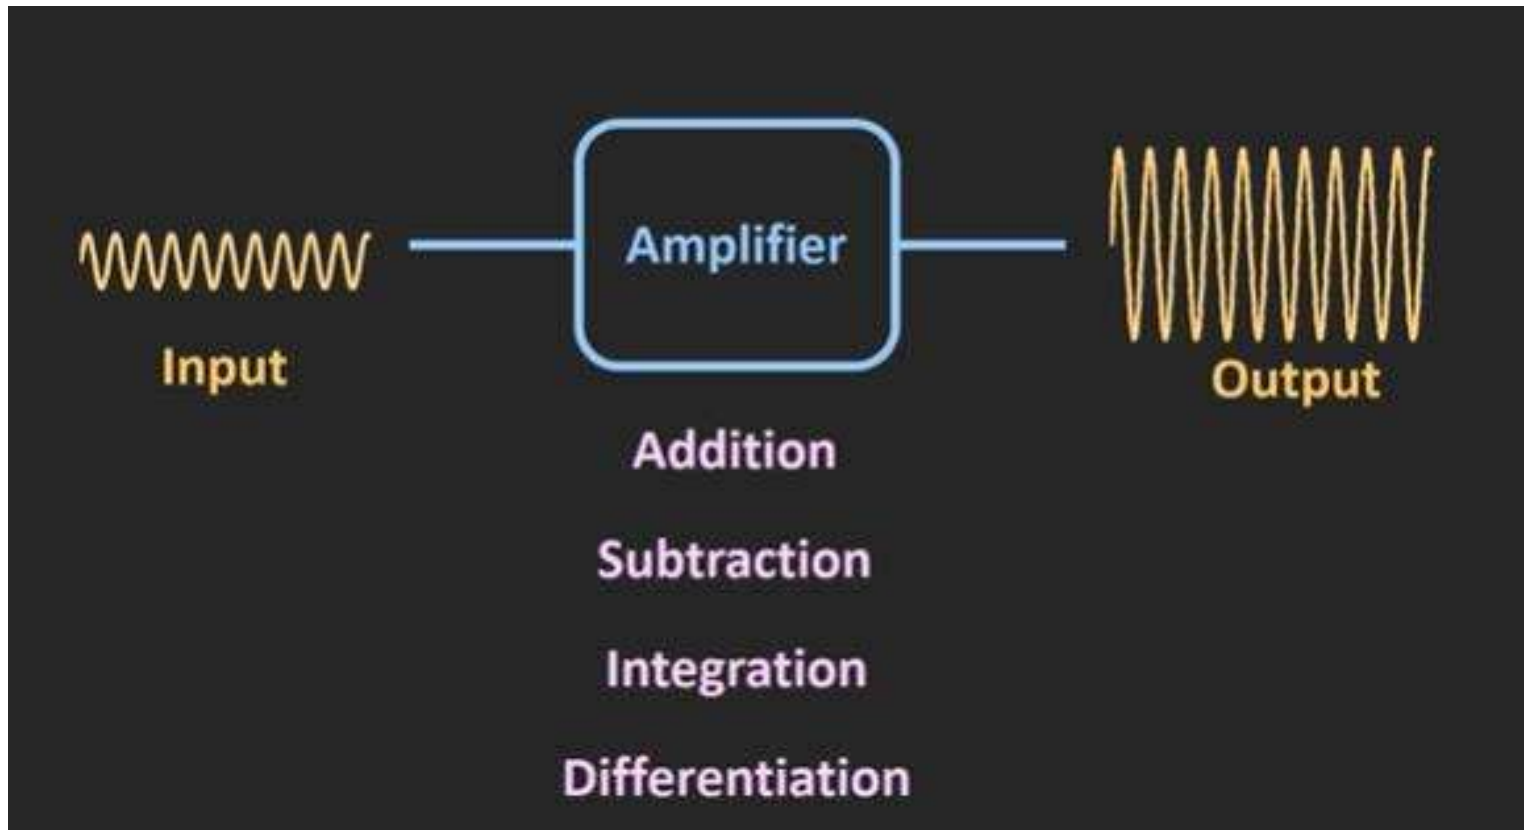 Amplifier
Input
Output
Addition
Subtraction
Integration
Differentiation